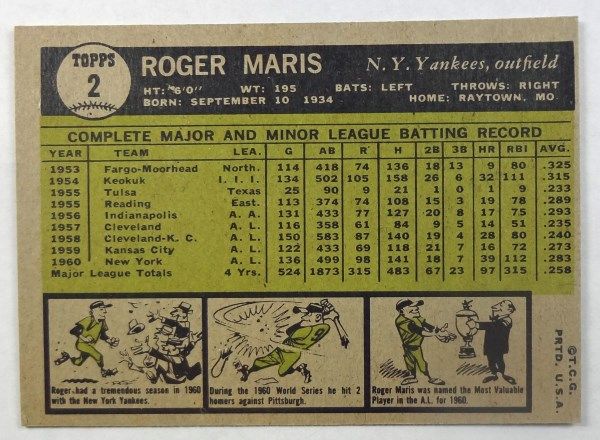 TOPPS
2
ROGER MARIS N. Y. Yankees, outfield
HT: 6'0" WT: 195 BATS: LEFT THROWS: RIGHT
BORN: SEPTEMBER 10 1934 HOME: RAYTOWN, MO.
COMPLETE MAJOR AND MINOR LEAGUE BATTING RECORD
YEAR TEAM LEA. G AB R H 2B 3B HR RBI AVG.
1953 Fargo-Moorhead North. 114 418 74 136 18 13 9 80 .325
1954 Keokuk I. I. I. 134 502 105 158 26 6 32 111 .315
1955 Tulsa Texas 25 90 9 21 1 0 1 9 .233
1955 Reading East. 113 374 74 108 15 3 19 78 .289
1956 Indianapolis A. A. 131 433 77 127 20 8 17 75 .293
1957 Cleveland A. L. 116 358 61 84 9 5 14 51 .235
1958 Cleveland-K. C. A. L. 150 583 87 140 19 4 28 80 .240
1959 Kansas City A. L. 122 433 69 118 21 7 16 72 .273
1960 New York A. L. 136 499 98 141 18 7 39 112 .283
Major League Totals 4 Yrs. 524 1873 315 483 67 23 97 315 .258
Roger had a tremendous season in 1960
with the New York Yankees.
During the 1960 World Series he hit 2
homers against Pittsburgh.
Roger Maris was named the Most Valuable
Player in the A.L. for 1960.
©T.C.G.
PRTD. U.S.A.